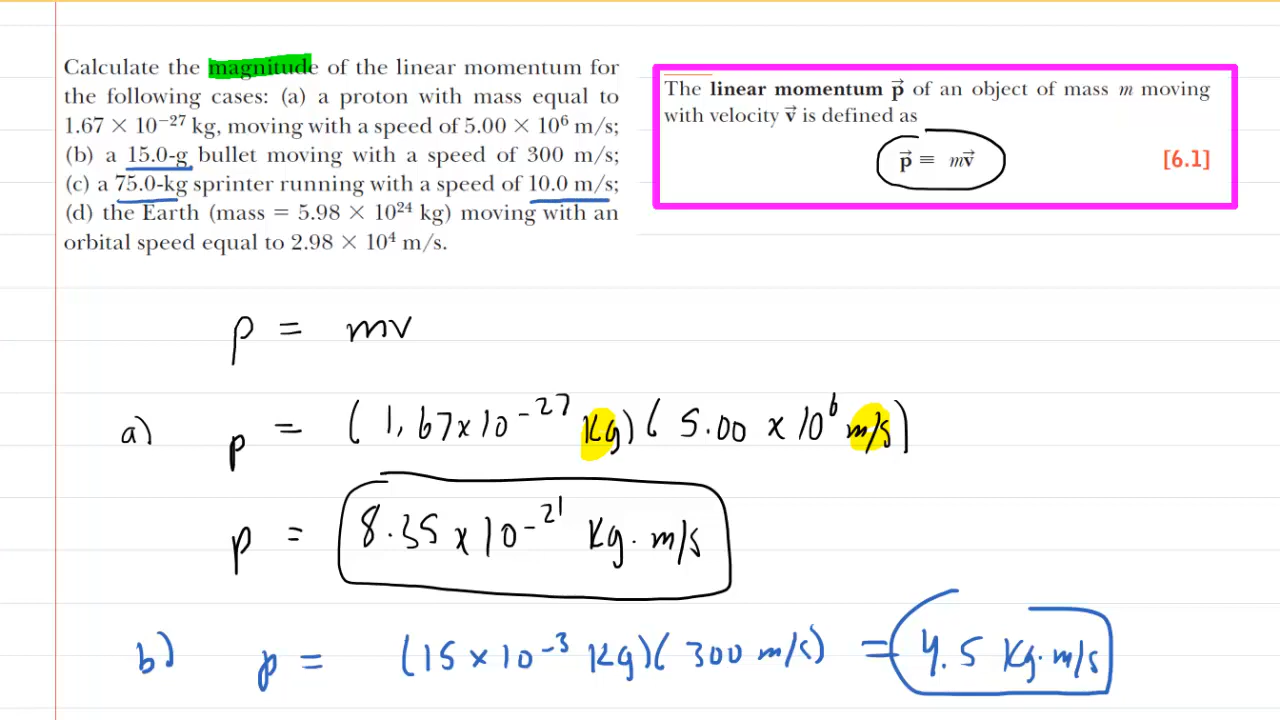 Calculate the magnitude of the linear momentum for
the following cases: (a) a proton with mass equal to
1.67 × 10⁻²⁷ kg, moving with a speed of 5.00 × 10⁶ m/s;
(b) a 15.0-g bullet moving with a speed of 300 m/s;
(c) a 75.0-kg sprinter running with a speed of 10.0 m/s;
(d) the Earth (mass = 5.98 × 10²⁴ kg) moving with an
orbital speed equal to 2.98 × 10⁴ m/s.
The linear momentum p⃗ of an object of mass m moving
with velocity v⃗ is defined as
p⃗ ≡ mv⃗ [6.1]
p = mv
a) p = (1.67×10⁻²⁷ Kg)(5.00 × 10⁶ m/s)
p = 8.35 × 10⁻²¹ Kg·m/s
b) p = (15 × 10⁻³ Kg)(300 m/s) = 4.5 Kg·m/s